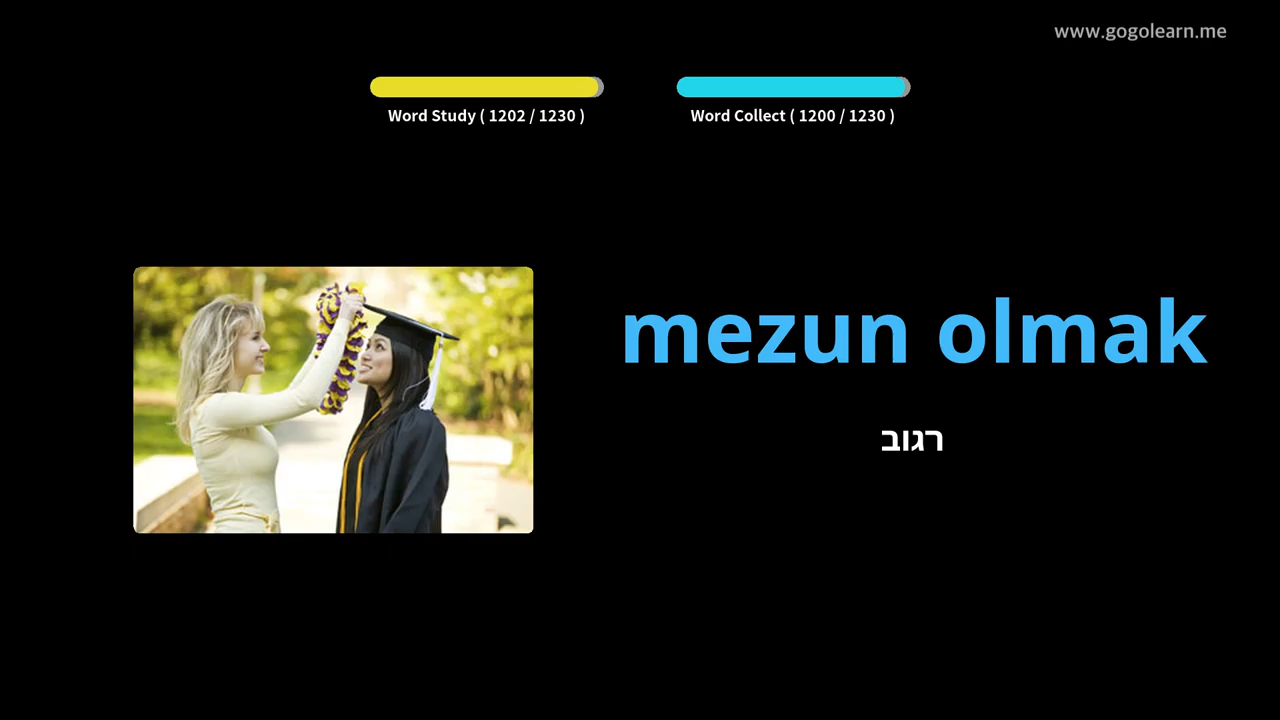 www.gogolearn.me
Word Study ( 1202 / 1230 )
Word Collect ( 1200 / 1230 )
mezun olmak
רגוב